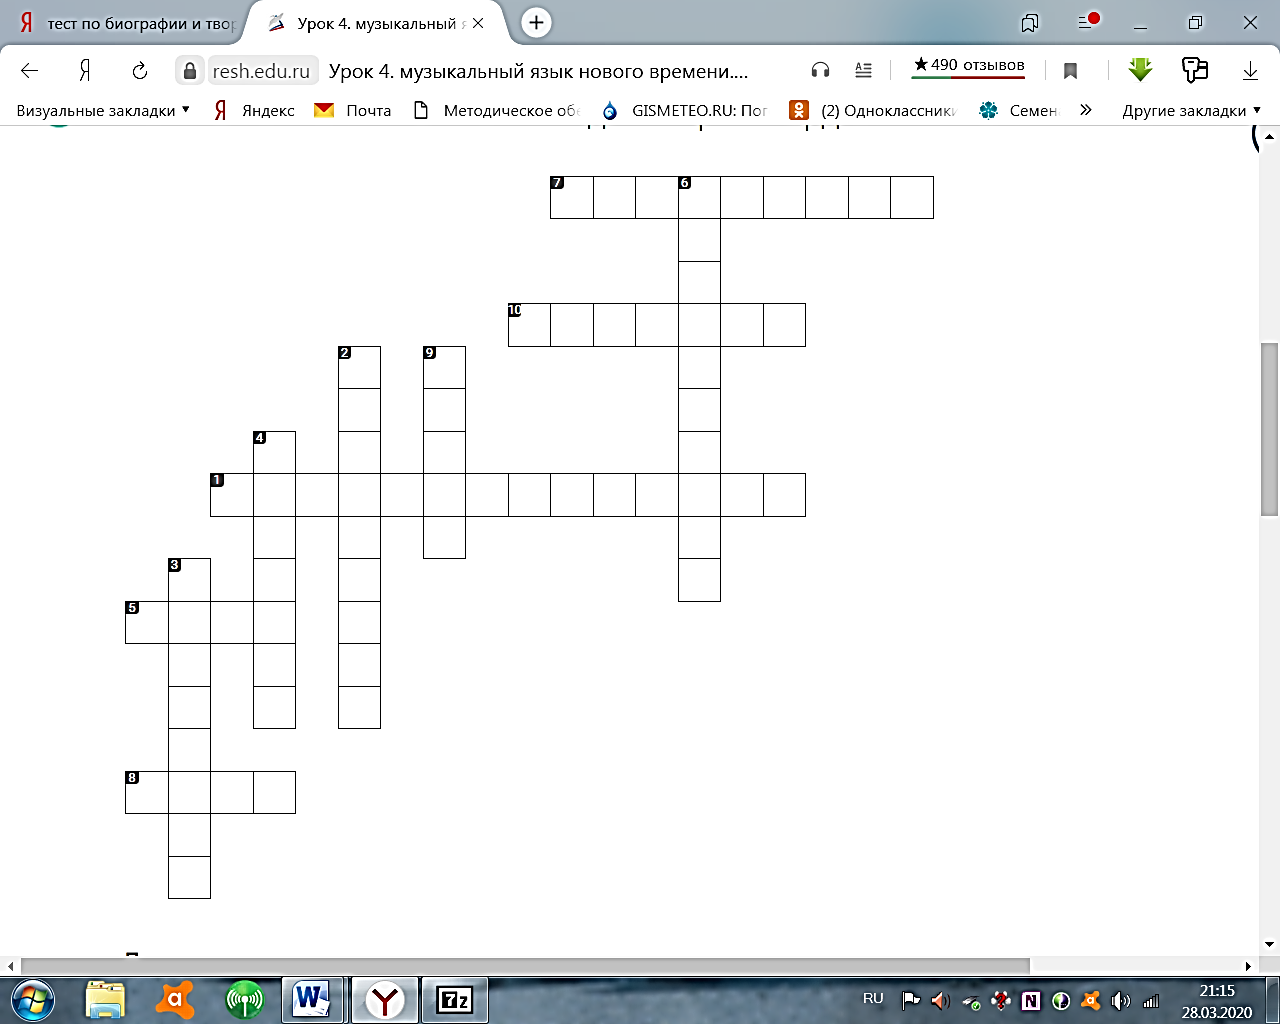 Я тест по биографии и твор
Урок 4. музыкальный я
resh.edu.ru Урок 4. музыкальный язык нового времени.... ★490 отзывов
Визуальные закладки ▼ Я Яндекс Почта Методическое обе GISMETEO.RU: Пог (2) Одноклассники Семен » Другие закладки ▼
7 6
10
2 9
4
1
3
5
8
W Y 7z RU N 21:15
28.03.2020